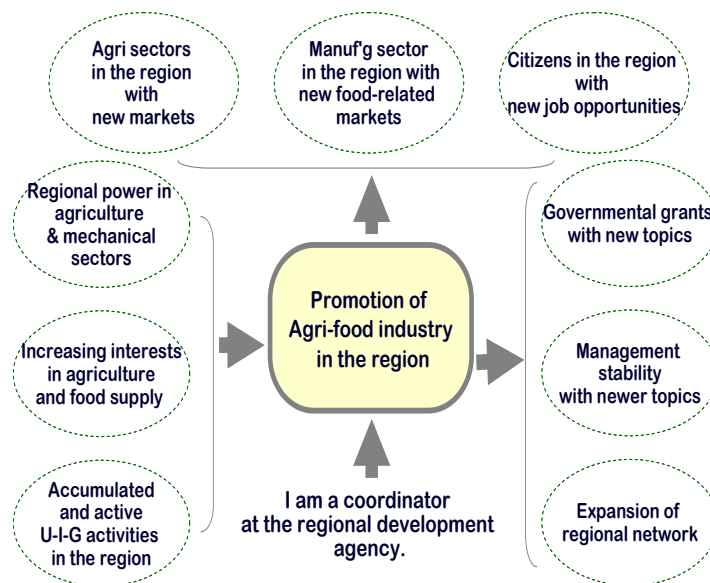 Agri sectors
in the region
with
new markets
Manuf'g sector
in the region with
new food-related
markets
Citizens in the region
with
new job opportunities
Regional power in
agriculture
& mechanical
sectors
Increasing interests
in agriculture
and food supply
Accumulated
and active
U-I-G activities
in the region
Promotion of
Agri-food industry
in the region
I am a coordinator
at the regional development
agency.
Governmental grants
with new topics
Management
stability
with newer topics
Expansion of
regional network